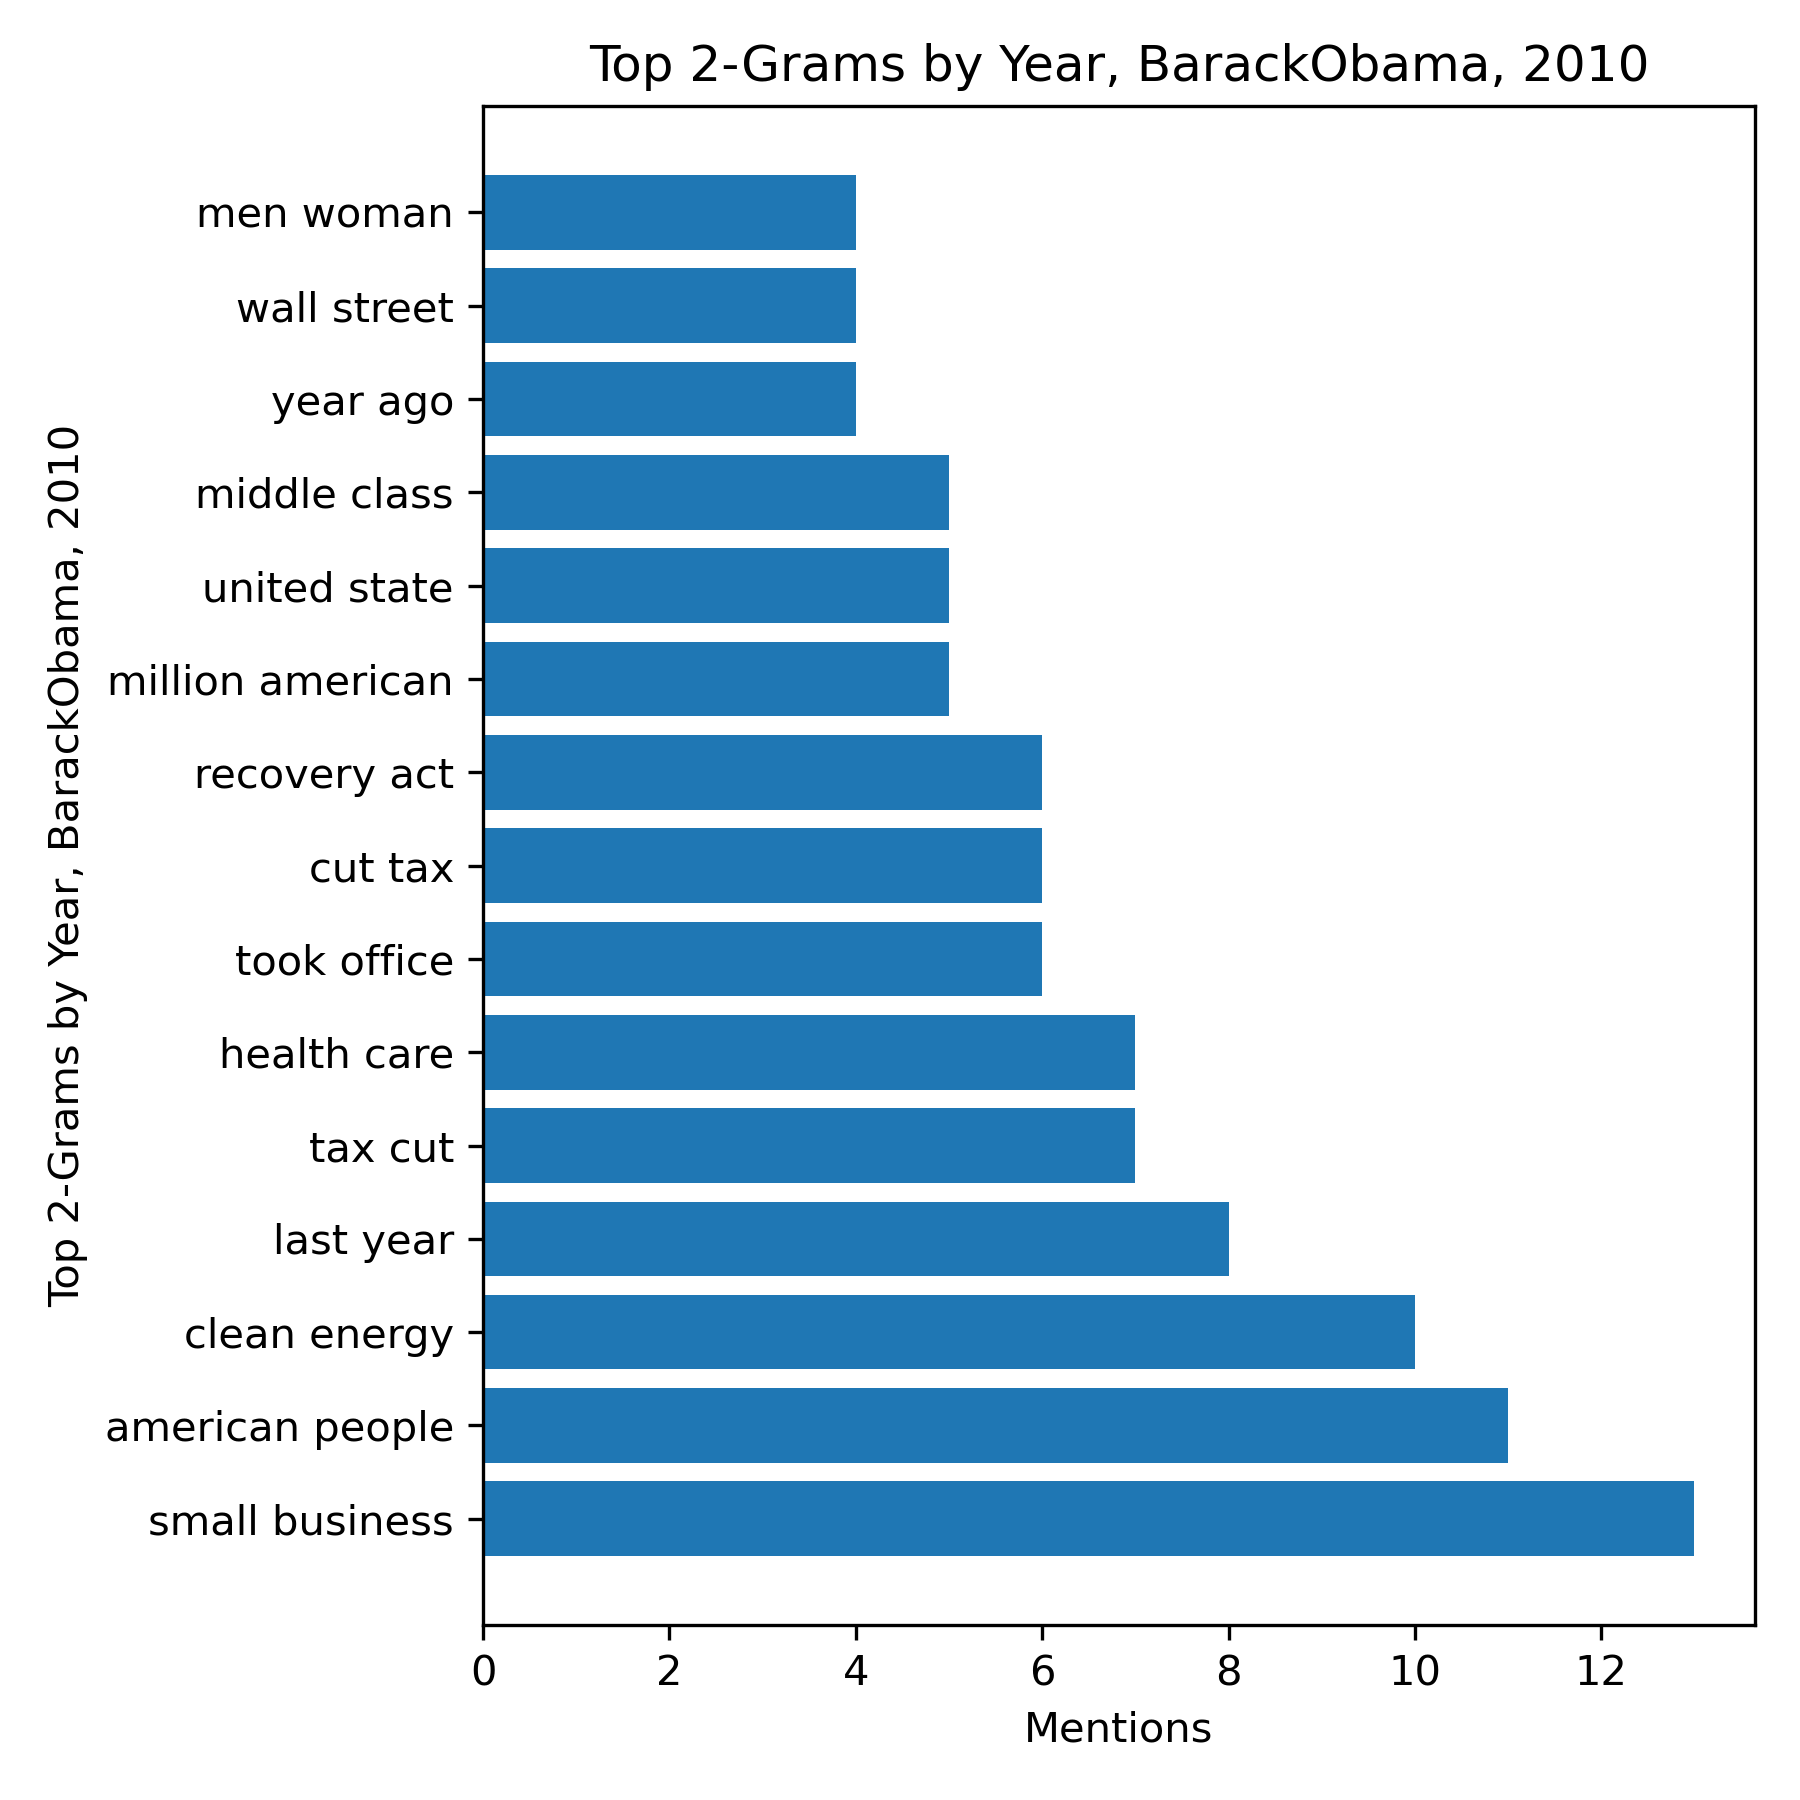 Top 2-Grams by Year, BarackObama, 2010
Top 2-Grams by Year, BarackObama, 2010
men woman
wall street
year ago
middle class
united state
million american
recovery act
cut tax
took office
health care
tax cut
last year
clean energy
american people
small business
0 2 4 6 8 10 12
Mentions